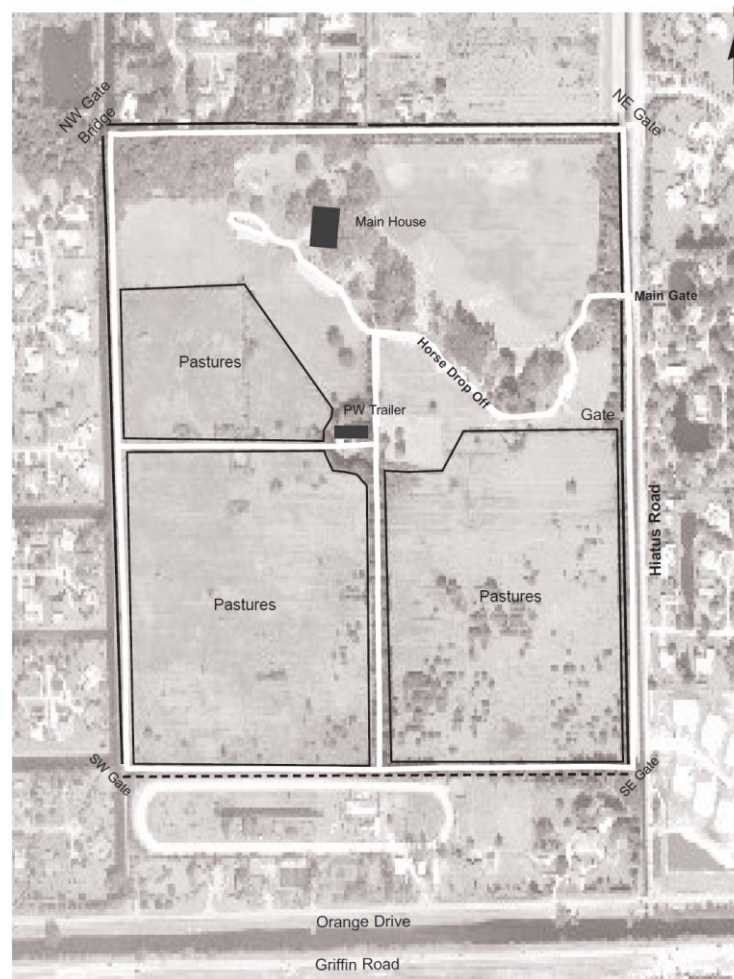 NW Gate
Bridge
NE Gate
Main House
Main Gate
Pastures
Horse Drop Off
PW Trailer
Gate
Hiatus Road
Pastures
Pastures
SW Gate
SE Gate
Orange Drive
Griffin Road